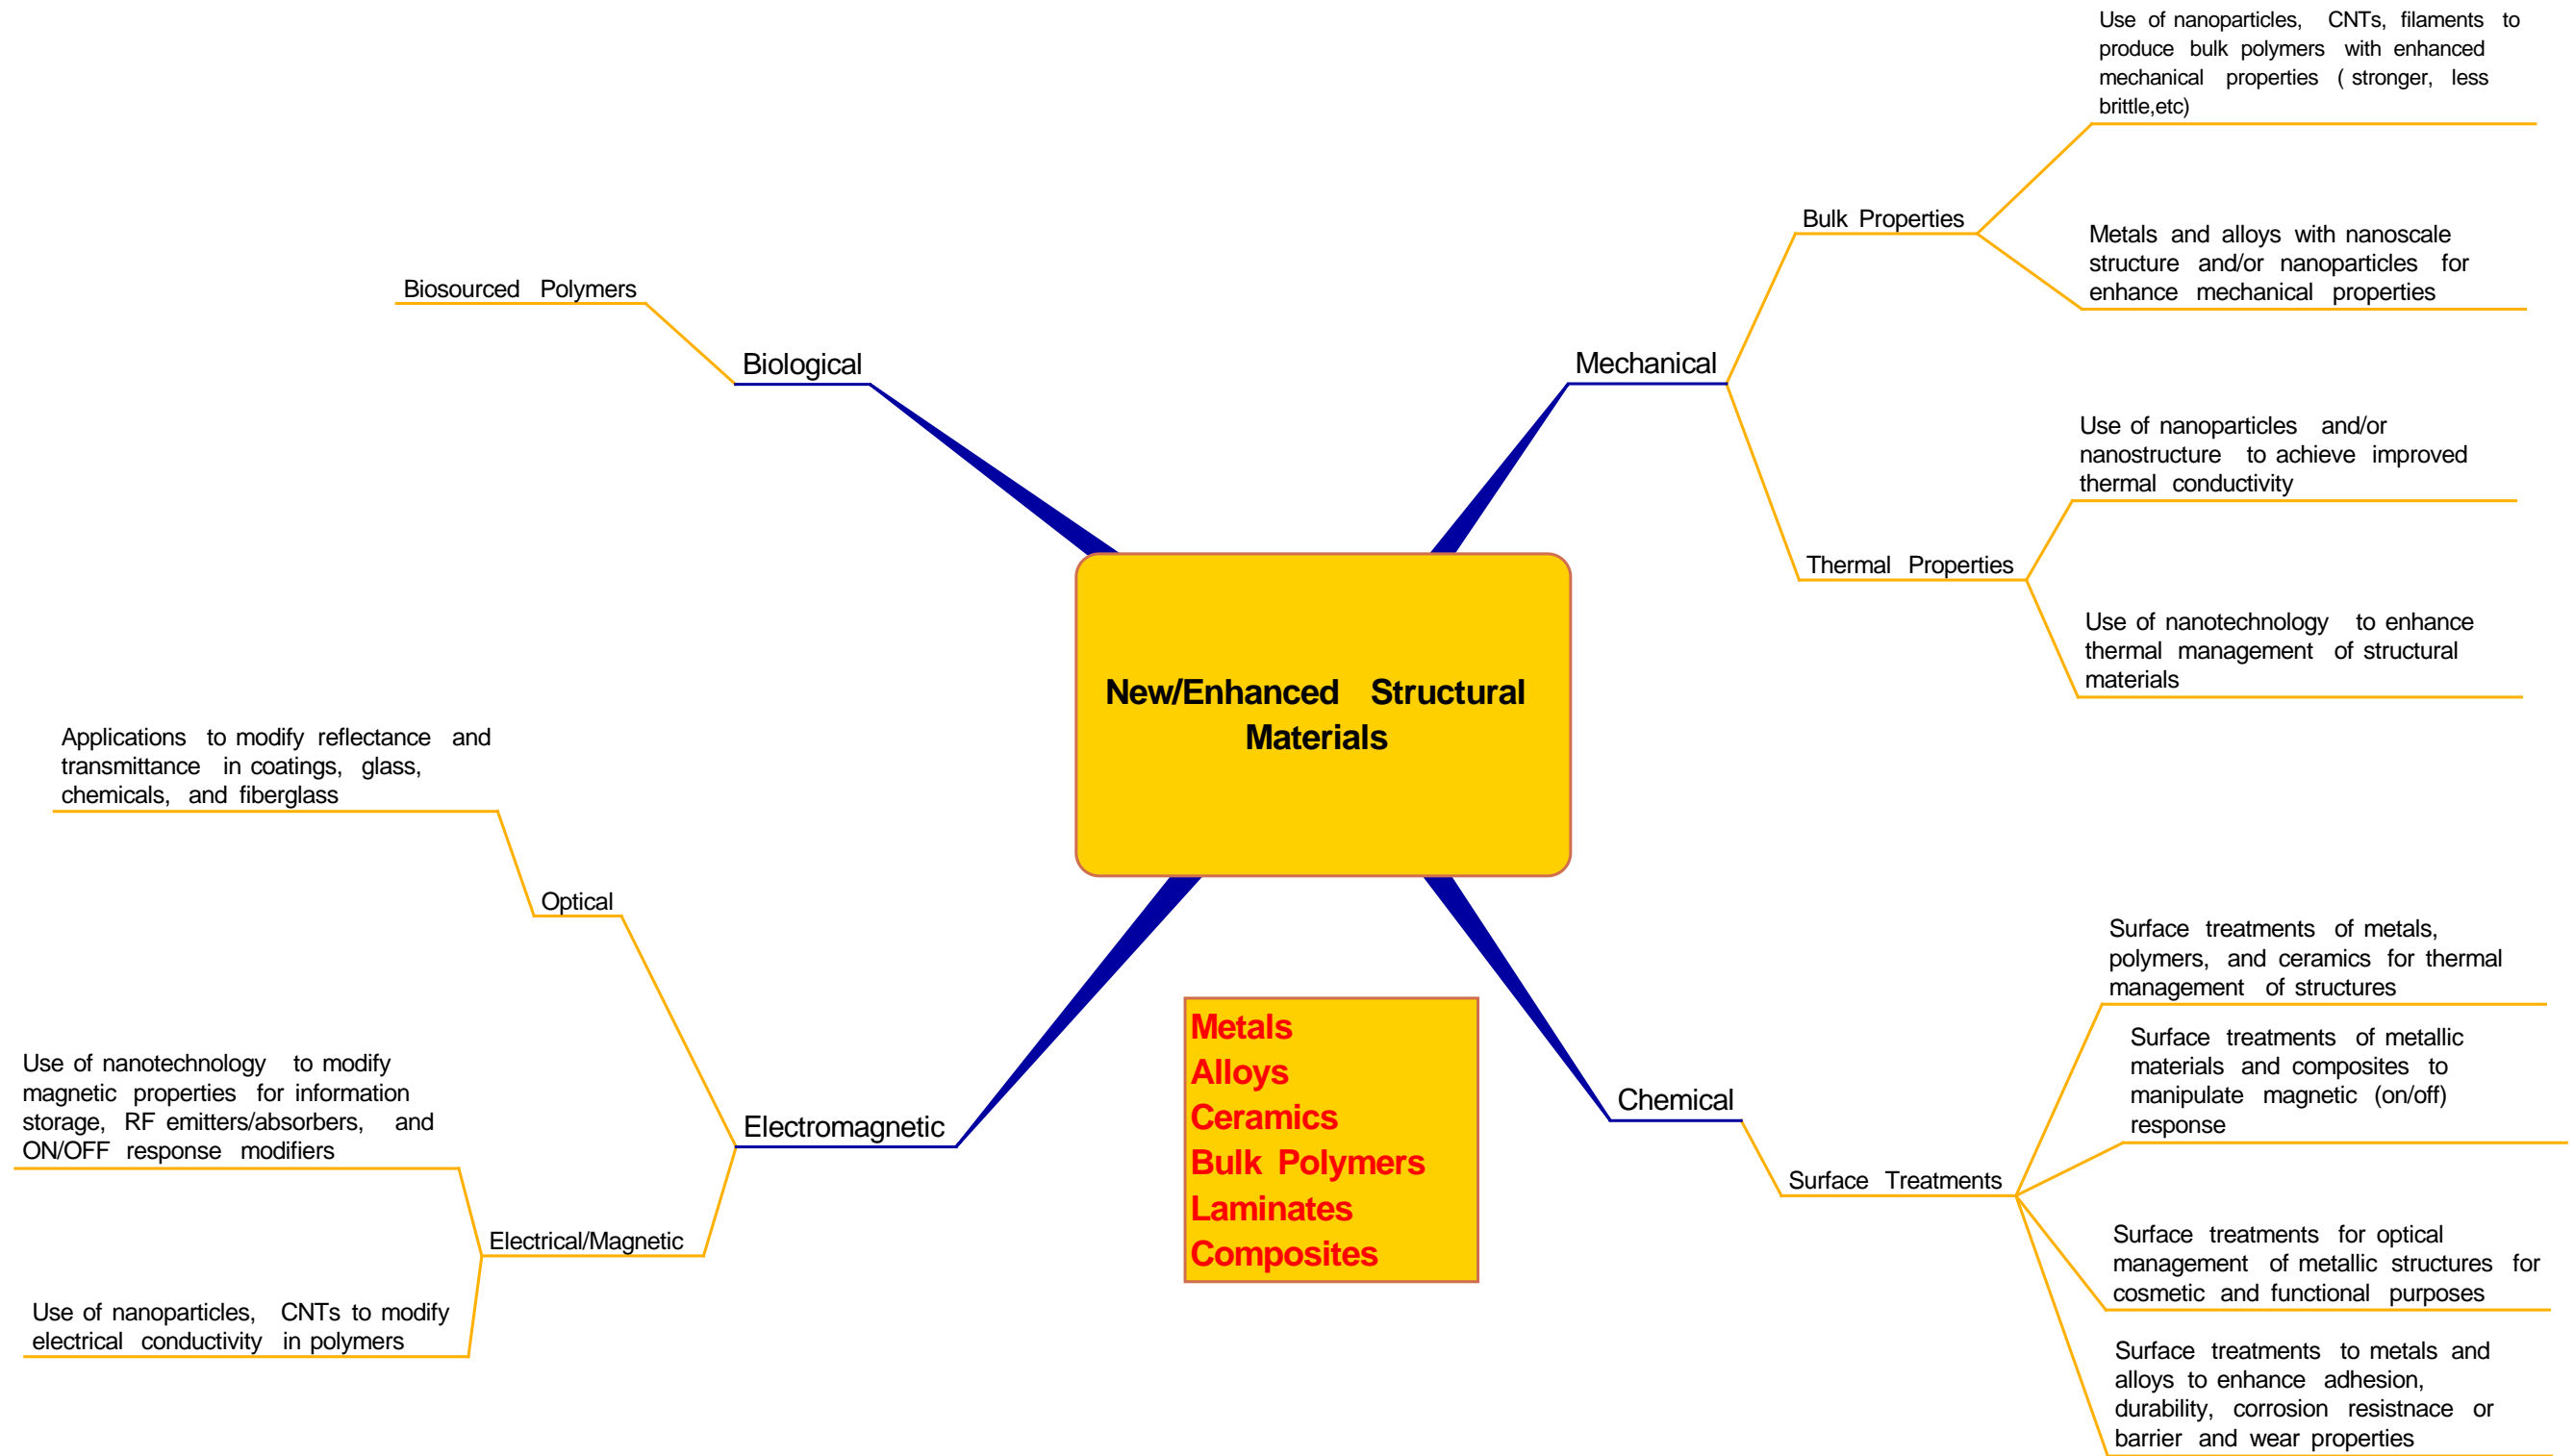 Use of nanoparticles, CNTs, filaments to
produce bulk polymers with enhanced
mechanical properties ( stronger, less
brittle,etc)
Bulk Properties
Metals and alloys with nanoscale
structure and/or nanoparticles for
enhance mechanical properties
Biosourced Polymers
Biological
Mechanical
Use of nanoparticles and/or
nanostructure to achieve improved
thermal conductivity
Thermal Properties
Use of nanotechnology to enhance
thermal management of structural
materials
New/Enhanced Structural
Materials
Applications to modify reflectance and
transmittance in coatings, glass,
chemicals, and fiberglass
Optical
Use of nanotechnology to modify
magnetic properties for information
storage, RF emitters/absorbers, and
ON/OFF response modifiers
Electromagnetic
Electrical/Magnetic
Use of nanoparticles, CNTs to modify
electrical conductivity in polymers
Metals
Alloys
Ceramics
Bulk Polymers
Laminates
Composites
Chemical
Surface Treatments
Surface treatments of metals,
polymers, and ceramics for thermal
management of structures
Surface treatments of metallic
materials and composites to
manipulate magnetic (on/off)
response
Surface treatments for optical
management of metallic structures for
cosmetic and functional purposes
Surface treatments to metals and
alloys to enhance adhesion,
durability, corrosion resistnace or
barrier and wear properties